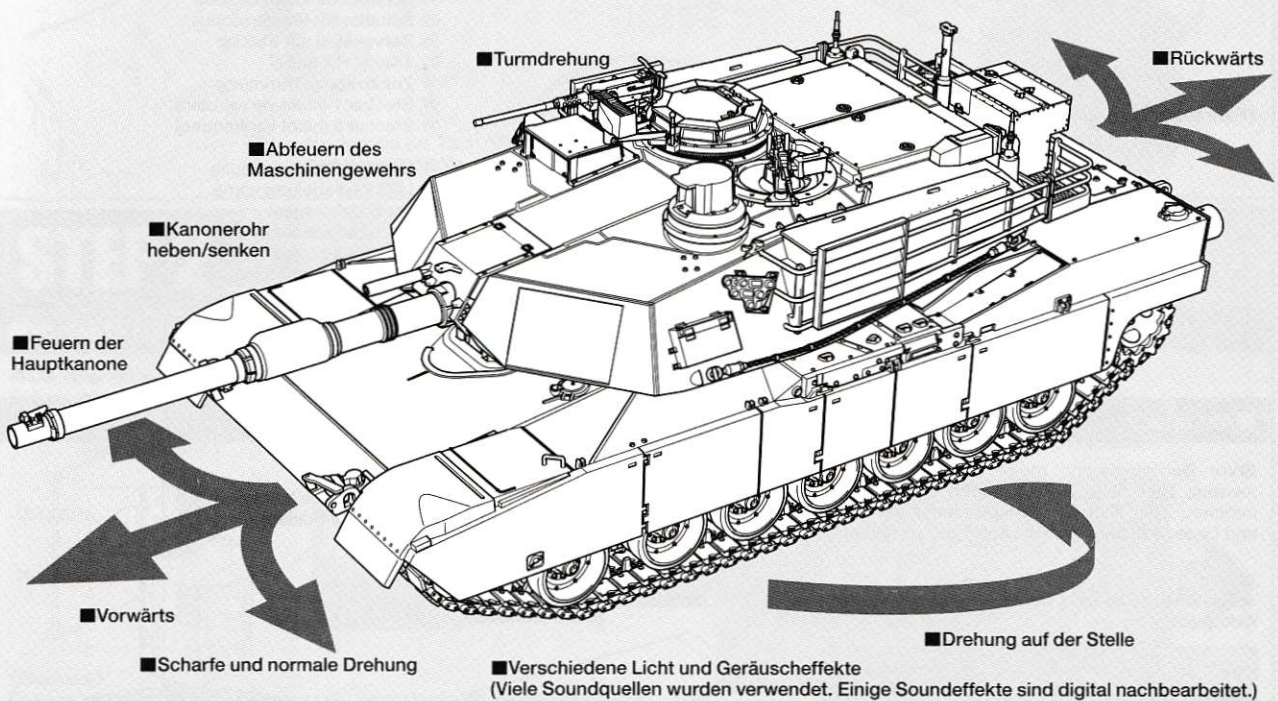 ■Turmdrehung
■Rückwärts
■Abfeuern des
Maschinengewehrs
■Kanonerohr
heben/senken
■Feuern der
Hauptkanone
■Vorwärts
■Scharfe und normale Drehung
■Drehung auf der Stelle
■Verschiedene Licht und Geräuscheffekte
(Viele Soundquellen wurden verwendet. Einige Soundeffekte sind digital nachbearbeitet.)